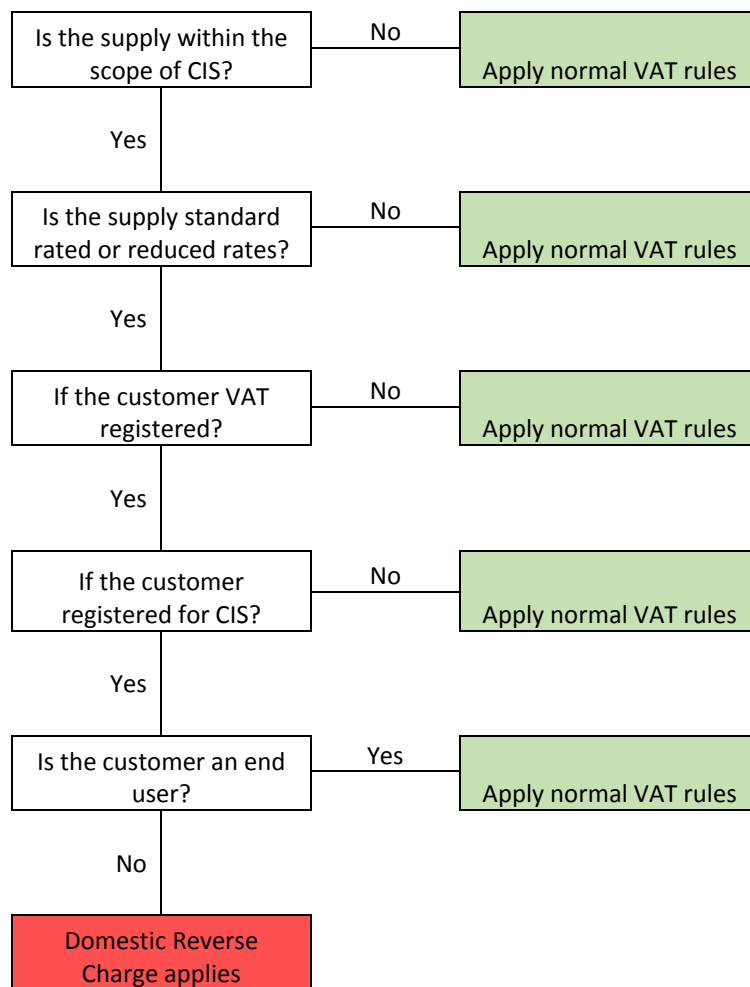 Is the supply within the
scope of CIS?
No
Apply normal VAT rules
Yes
Is the supply standard
rated or reduced rates?
No
Apply normal VAT rules
Yes
If the customer VAT
registered?
No
Apply normal VAT rules
Yes
If the customer
registered for CIS?
No
Apply normal VAT rules
Yes
Is the customer an end
user?
Yes
Apply normal VAT rules
No
Domestic Reverse
Charge applies